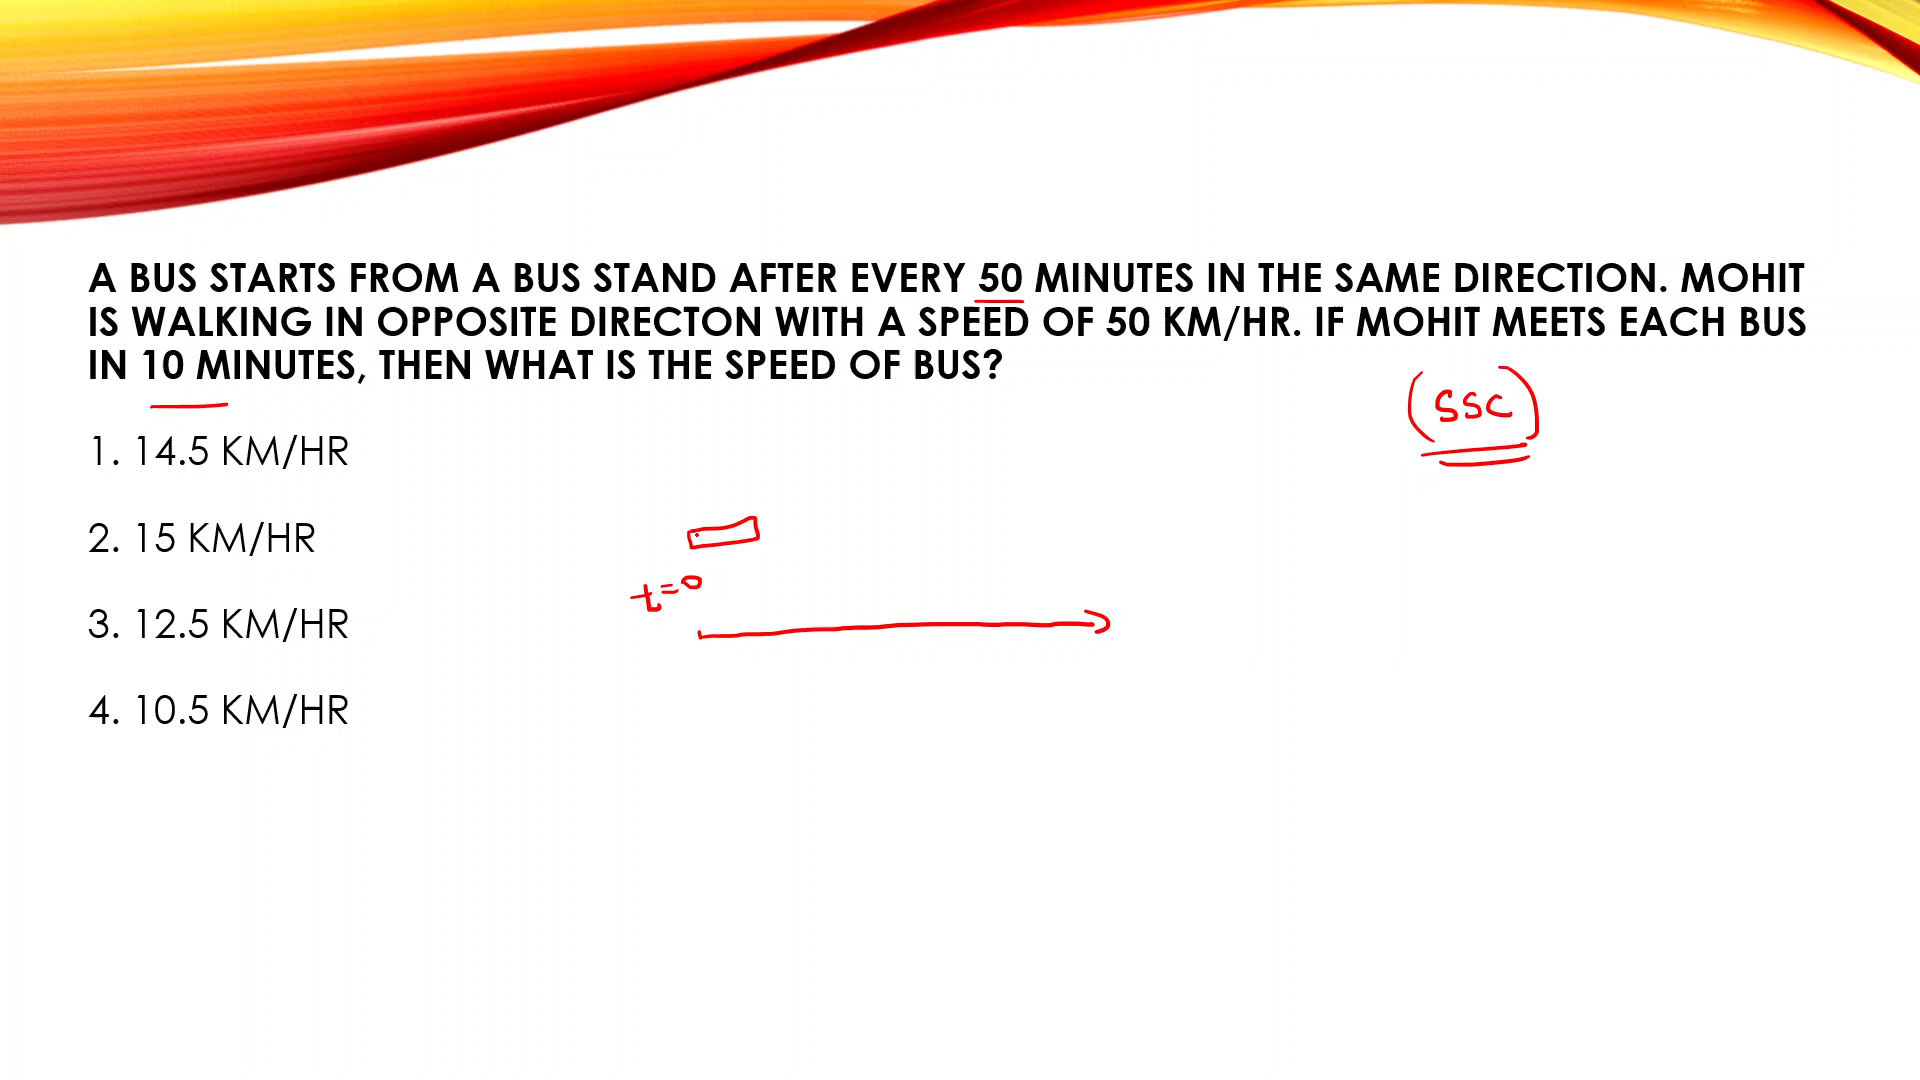 A BUS STARTS FROM A BUS STAND AFTER EVERY 50 MINUTES IN THE SAME DIRECTION. MOHIT
IS WALKING IN OPPOSITE DIRECTON WITH A SPEED OF 50 KM/HR. IF MOHIT MEETS EACH BUS
IN 10 MINUTES, THEN WHAT IS THE SPEED OF BUS?
(SSC)
1. 14.5 KM/HR
2. 15 KM/HR
t=0
3. 12.5 KM/HR
4. 10.5 KM/HR